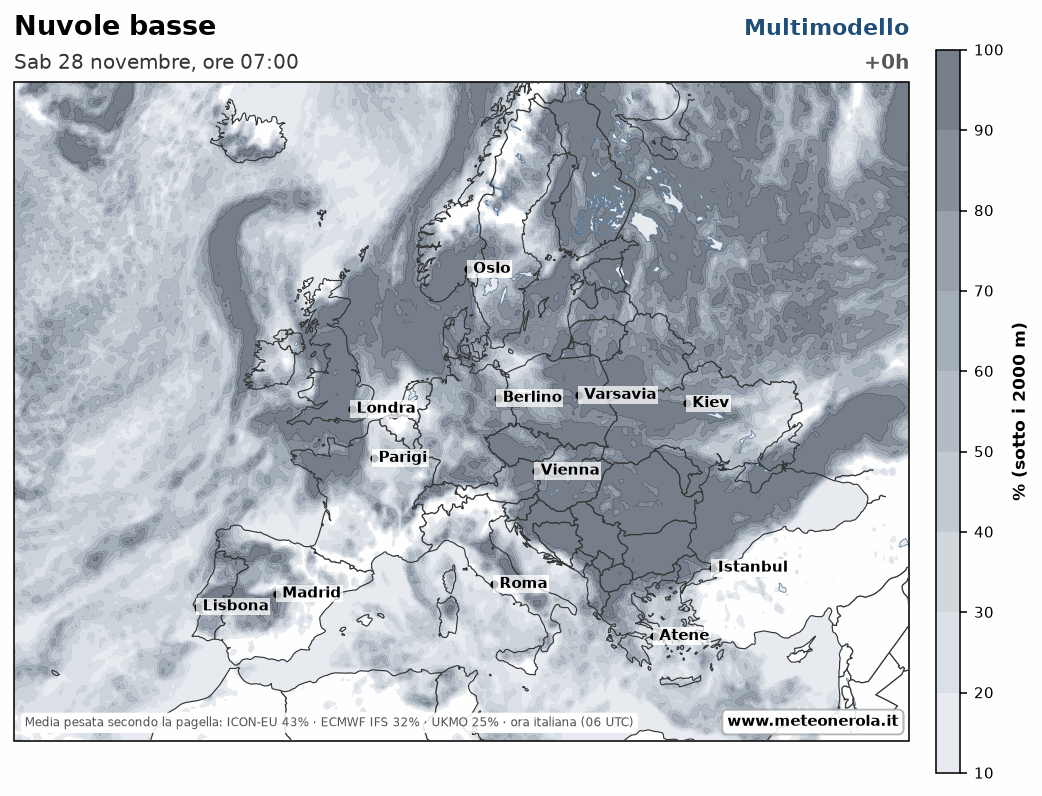 Nuvole basse
Multimodello
Sab 28 novembre, ore 07:00
+0h
Oslo
Londra
Berlino
Varsavia
Kiev
Parigi
Vienna
Istanbul
Roma
Madrid
Lisbona
Atene
Media pesata secondo la pagella: ICON-EU 43% · ECMWF IFS 32% · UKMO 25% · ora italiana (06 UTC)
www.meteonerola.it
100
90
80
70
60
50
40
30
20
10
% (sotto i 2000 m)